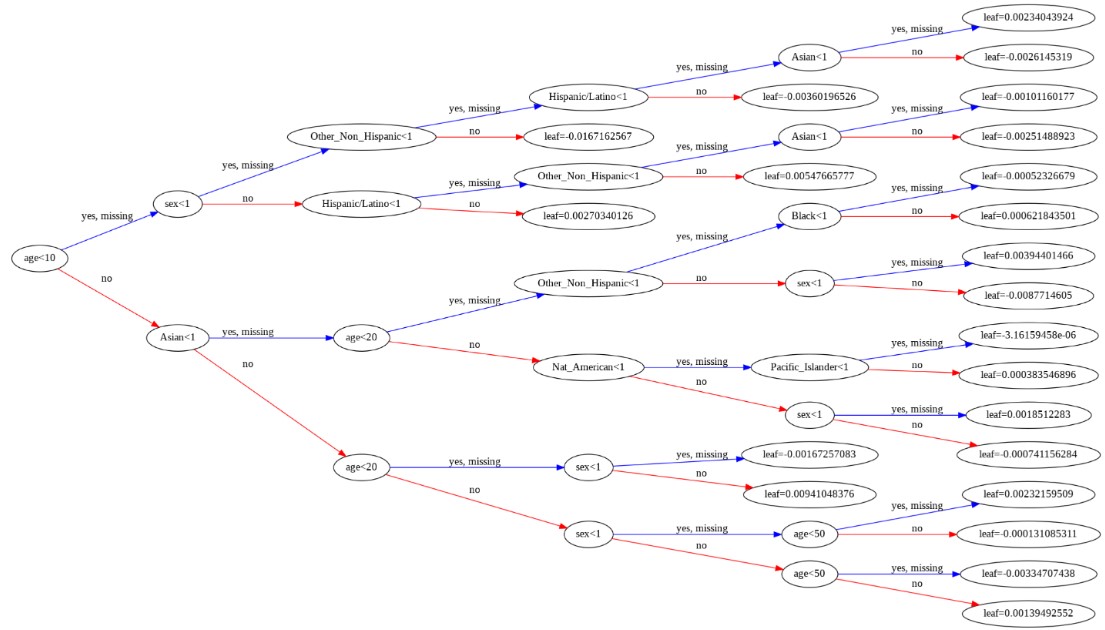 leaf=0.00234043924
yes, missing
Asian<1
no
leaf=-0.0026145319
yes, missing
Hispanic/Latino<1
no
leaf=-0.00360196526
leaf=-0.00101160177
yes, missing
yes, missing
Other_Non_Hispanic<1
no
leaf=-0.0167162567
Asian<1
no
leaf=-0.00251488923
yes, missing
yes, missing
Other_Non_Hispanic<1
no
leaf=0.00547665777
leaf=-0.00052326679
yes, missing
sex<1
no
Hispanic/Latino<1
yes, missing
no
leaf=0.00270340126
Black<1
yes, missing
no
leaf=0.000621843501
yes, missing
age<10
no
yes, missing
Other_Non_Hispanic<1
no
sex<1
yes, missing
leaf=0.00394401466
no
leaf=-0.0087714605
yes, missing
Asian<1
yes, missing
age<20
no
leaf=-3.16159458e-06
yes, missing
Nat_American<1
yes, missing
Pacific_Islander<1
no
leaf=0.000383546896
no
no
sex<1
yes, missing
leaf=0.0018512283
no
leaf=-0.000741156284
age<20
yes, missing
sex<1
yes, missing
leaf=-0.00167257083
no
leaf=0.00941048376
no
sex<1
yes, missing
age<50
yes, missing
leaf=0.00232159509
no
leaf=-0.000131085311
no
age<50
yes, missing
leaf=-0.00334707438
no
leaf=0.00139492552